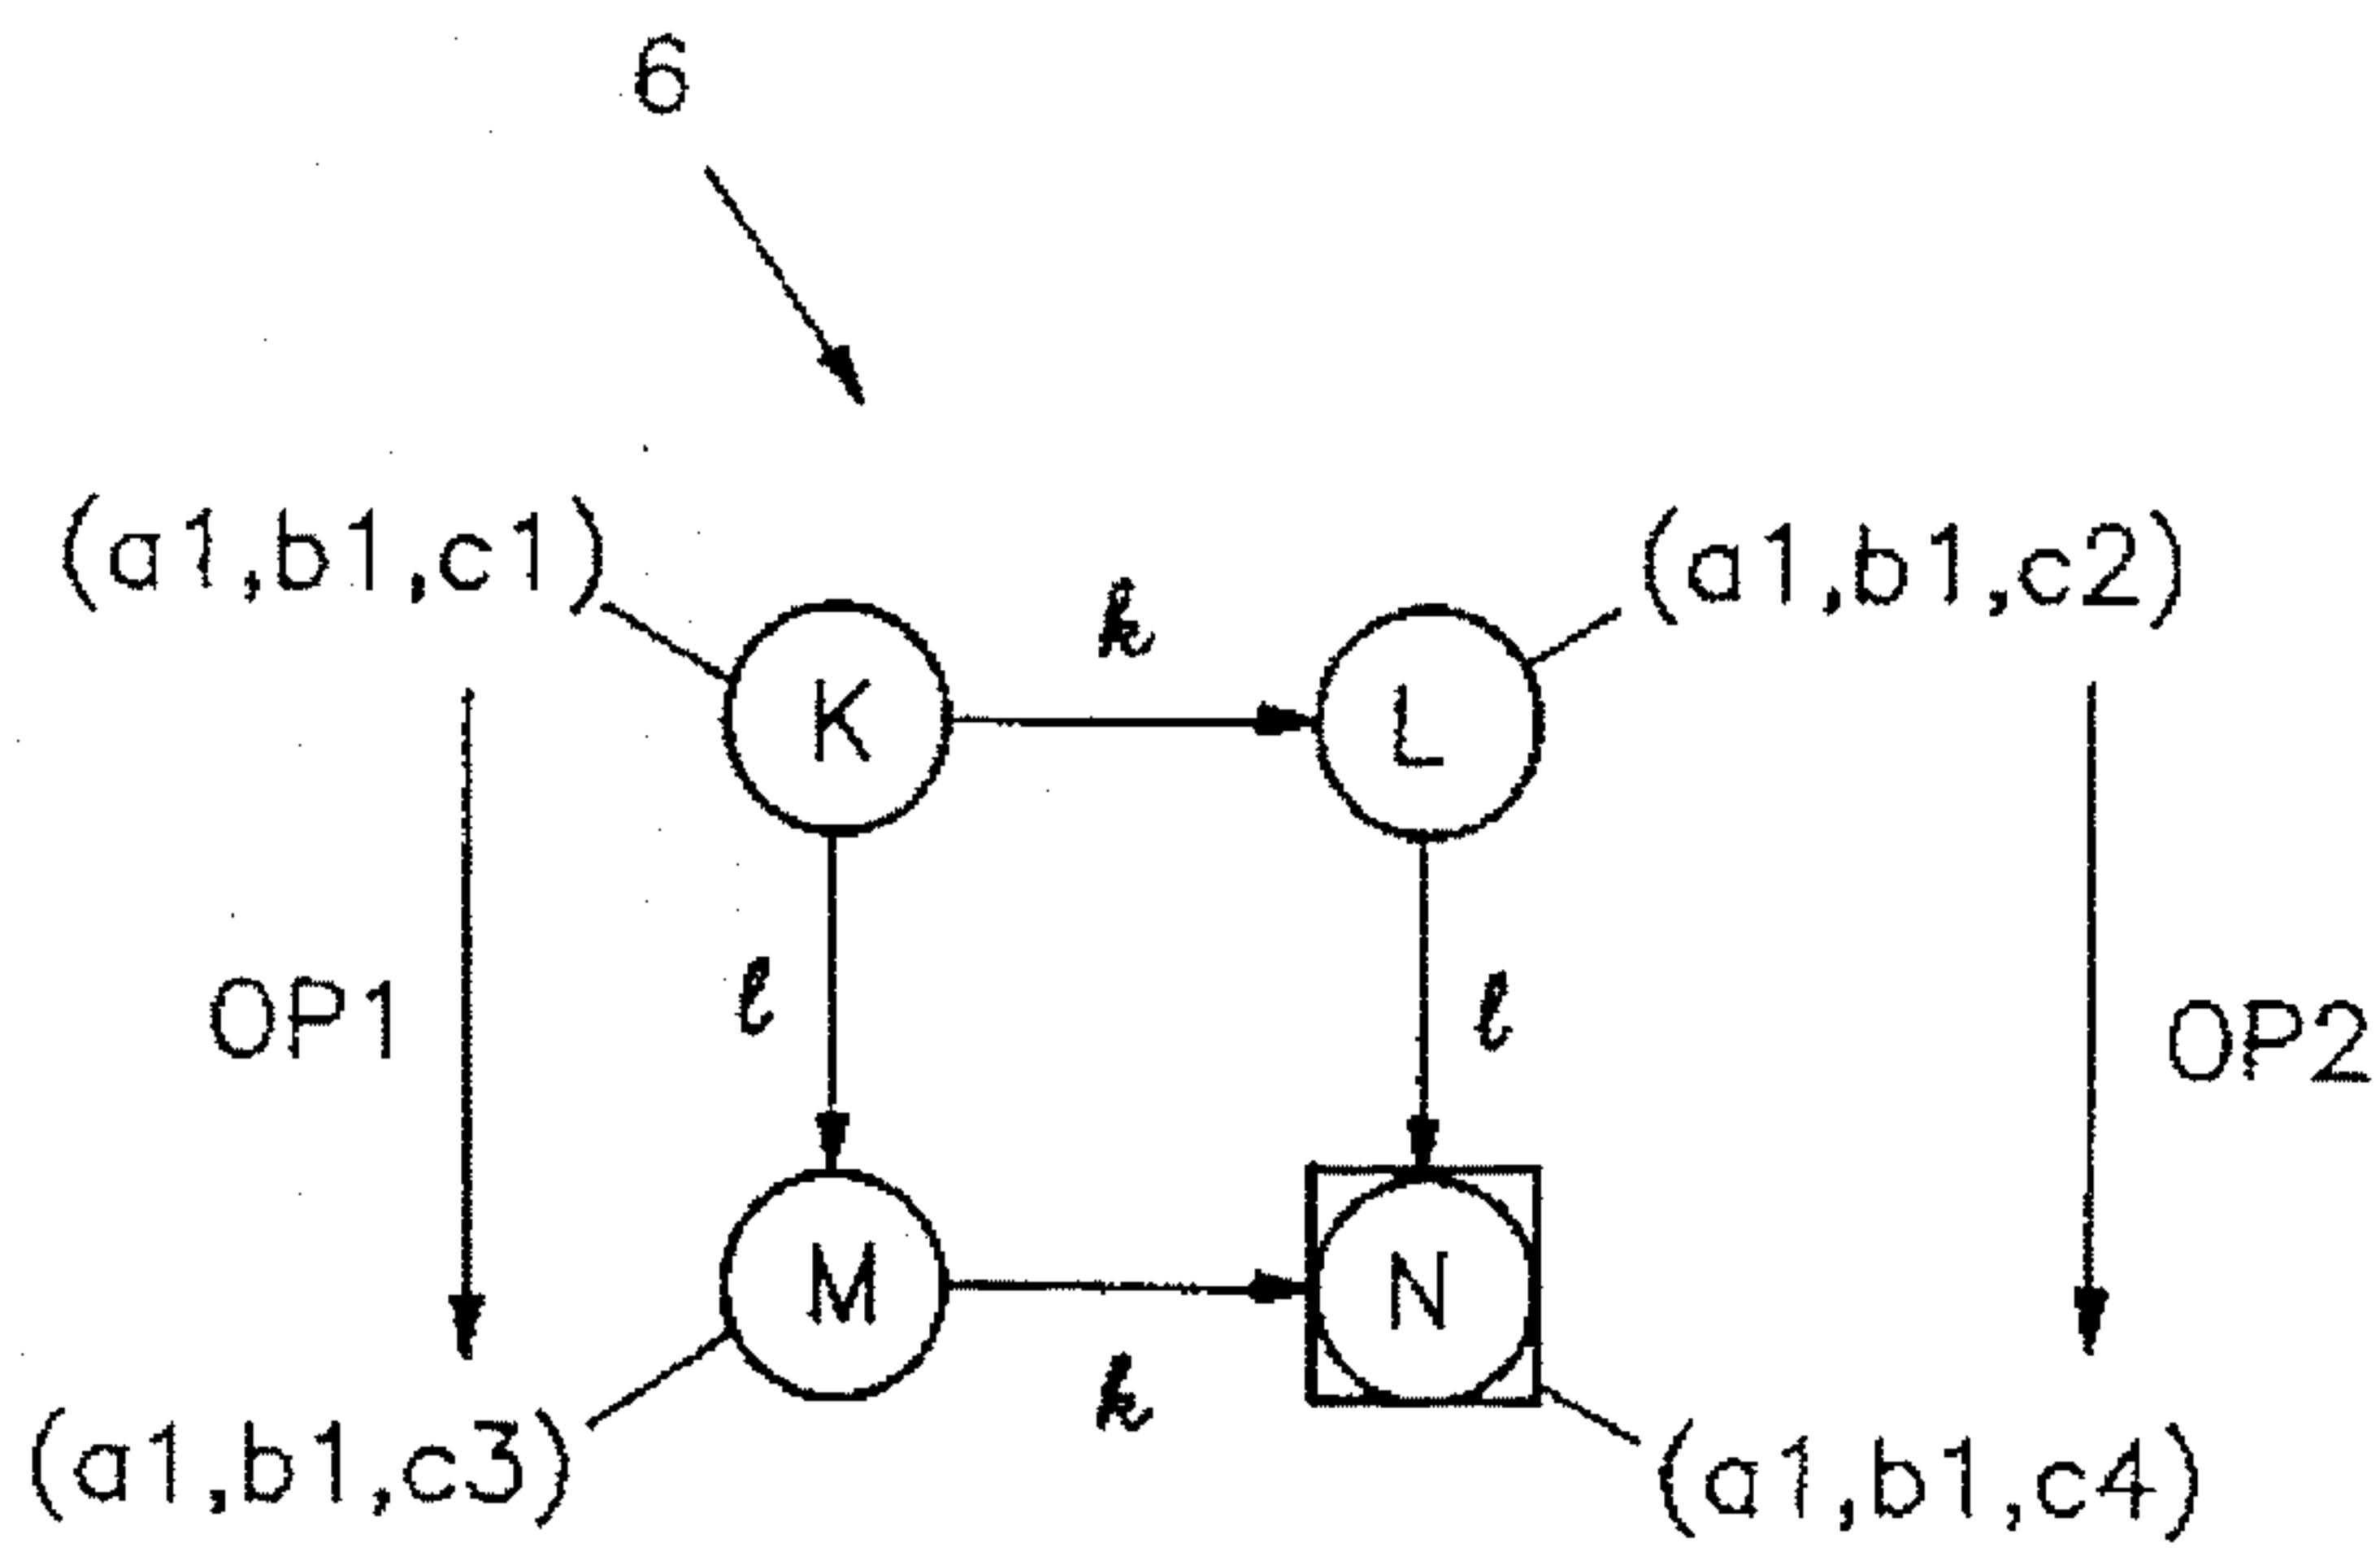 6
(a1,b1,c1)
(a1,b1,c2)
k
K
L
OP1
ℓ
ℓ
OP2
M
N
k
(a1,b1,c3)
(a1,b1,c4)